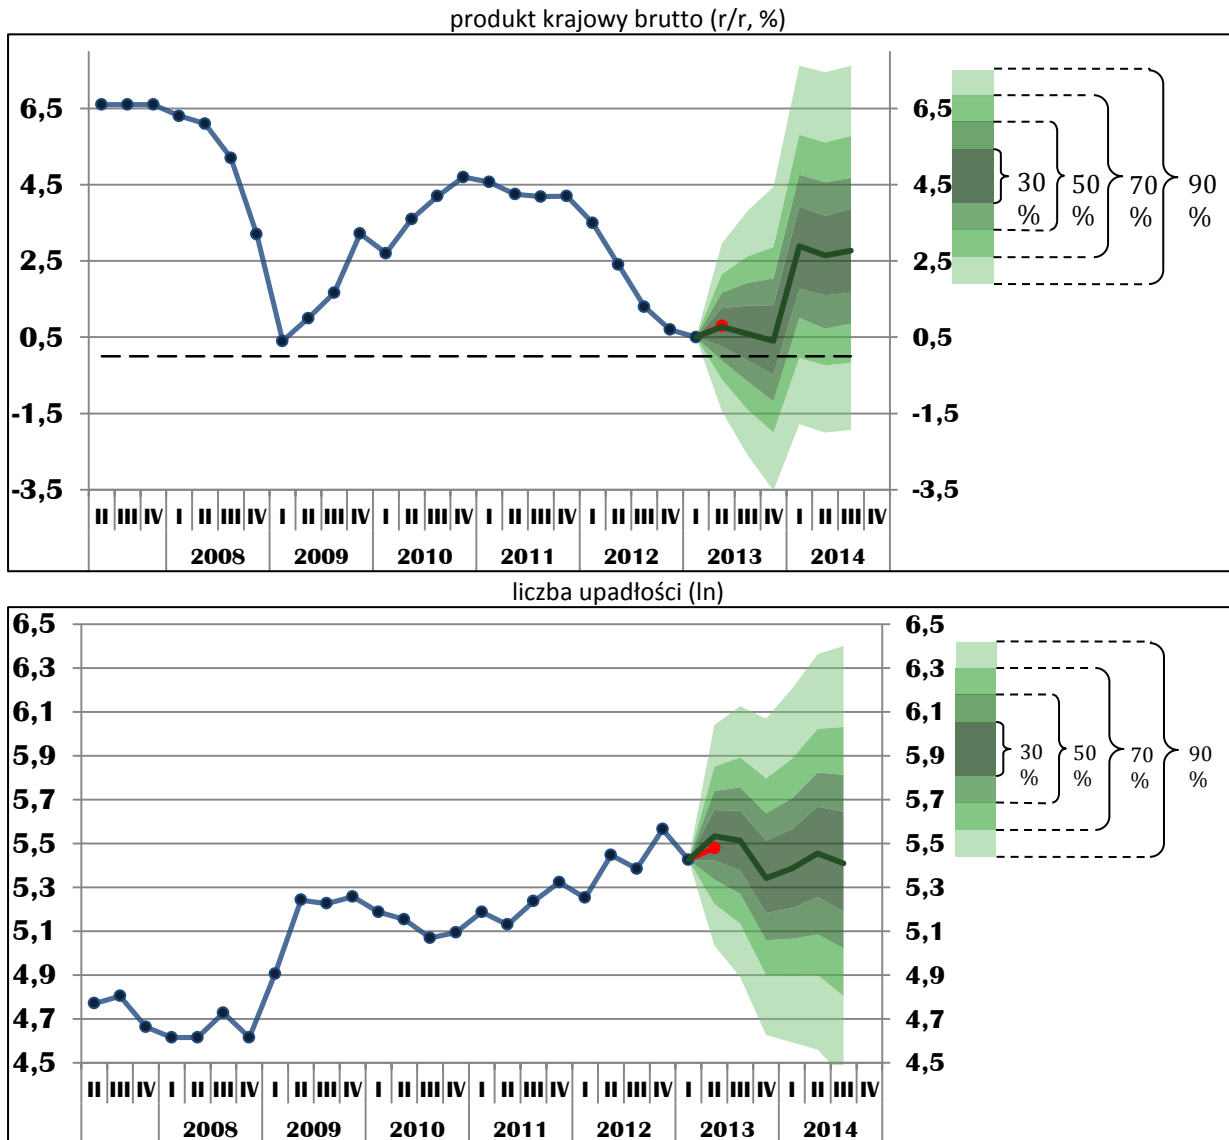 produkt krajowy brutto (r/r, %)
6,5 6,5
4,5 4,5
2,5 2,5
0,5 0,5
-1,5 -1,5
-3,5 -3,5
30 % 50 % 70 % 90 %
II III IV I II III IV I II III IV I II III IV I II III IV I II III IV I II III IV I II III IV
2008 2009 2010 2011 2012 2013 2014
liczba upadłości (ln)
6,5 6,5
6,3 6,3
6,1 6,1
5,9 5,9
5,7 5,7
5,5 5,5
5,3 5,3
5,1 5,1
4,9 4,9
4,7 4,7
4,5 4,5
30 % 50 % 70 % 90 %
II III IV I II III IV I II III IV I II III IV I II III IV I II III IV I II III IV I II III IV
2008 2009 2010 2011 2012 2013 2014